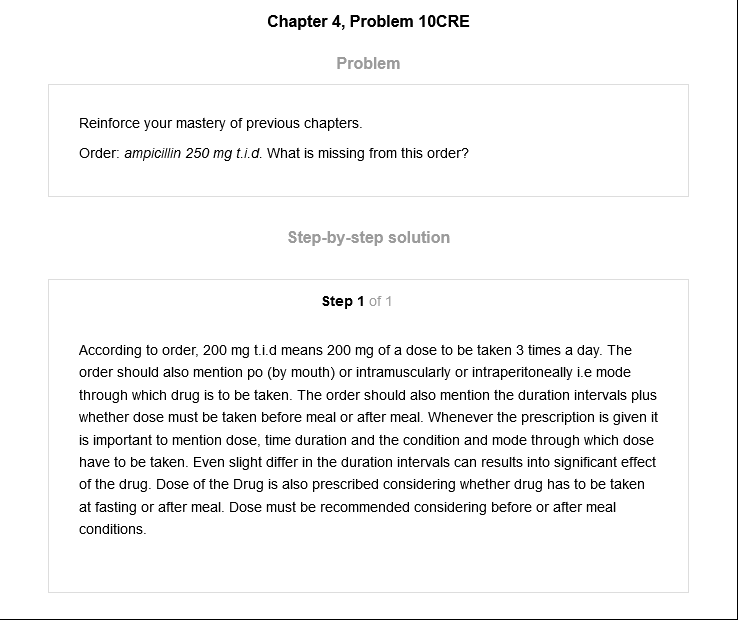 Chapter 4, Problem 10CRE
Problem
Reinforce your mastery of previous chapters.
Order: ampicillin 250 mg t.i.d. What is missing from this order?
Step-by-step solution
Step 1 of 1
According to order, 200 mg t.i.d means 200 mg of a dose to be taken 3 times a day. The
order should also mention po (by mouth) or intramuscularly or intraperitoneally i.e mode
through which drug is to be taken. The order should also mention the duration intervals plus
whether dose must be taken before meal or after meal. Whenever the prescription is given it
is important to mention dose, time duration and the condition and mode through which dose
have to be taken. Even slight differ in the duration intervals can results into significant effect
of the drug. Dose of the Drug is also prescribed considering whether drug has to be taken
at fasting or after meal. Dose must be recommended considering before or after meal
conditions.